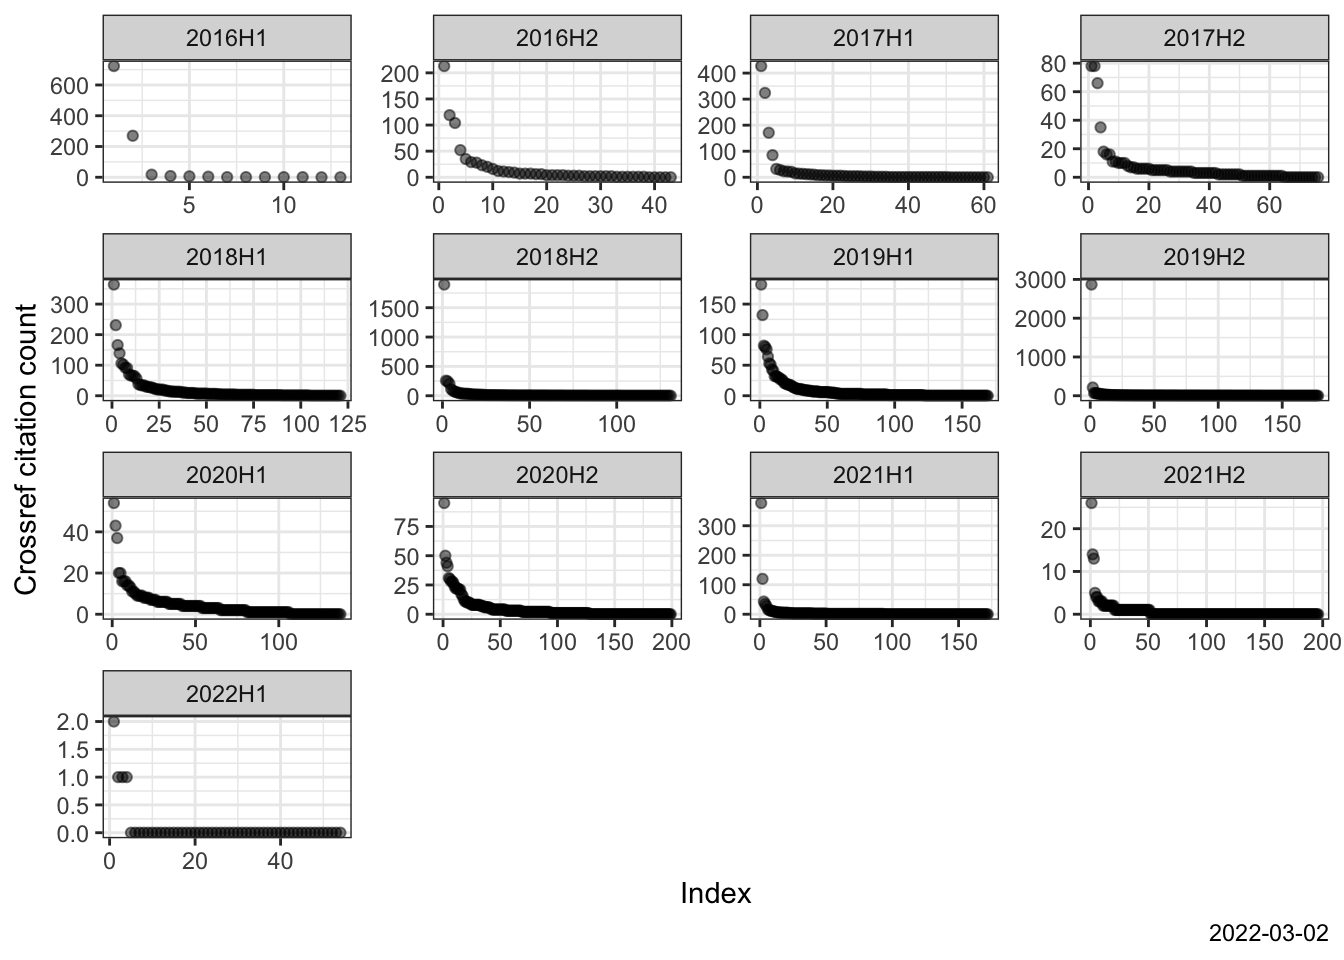 2016H1 2016H2 2017H1 2017H2
600 200 400 80
400 150 300 60
200 100 200 40
0 50 100 20
0 0 0
5 10 0 10 20 30 40 0 20 40 60 0 20 40 60
2018H1 2018H2 2019H1 2019H2
300 1500 150 3000
200 1000 100 2000
100 500 50 1000
0 0 0 0
0 25 50 75 100 125 0 50 100 0 50 100 150 0 50 100 150
Crossref citation count
2020H1 2020H2 2021H1 2021H2
40 75 300 20
20 50 200 10
0 25 100 0
0 0
0 50 100 0 50 100 150 200 0 50 100 150 0 50 100 150 200
2022H1
2.0
1.5
1.0
0.5
0.0
0 20 40
Index
2022-03-02